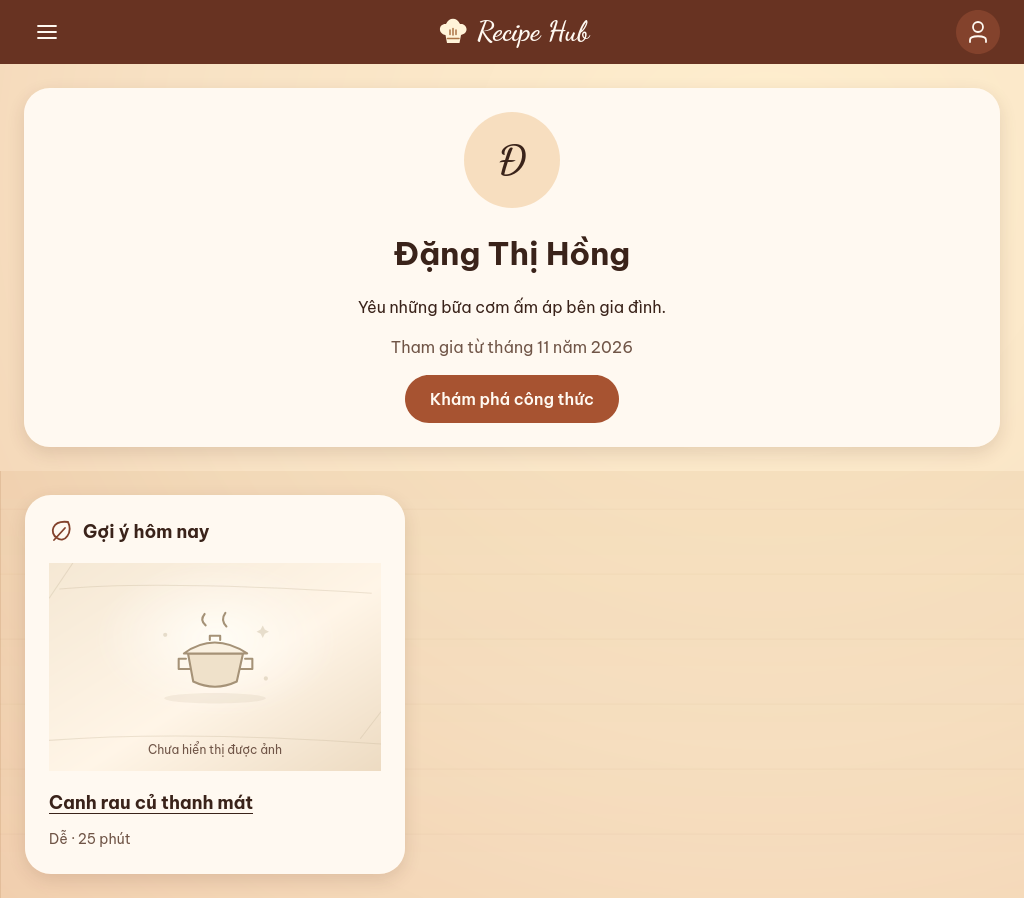 Recipe Hub
Đ
Đặng Thị Hồng
Yêu những bữa cơm ấm áp bên gia đình.
Tham gia từ tháng 11 năm 2026
Khám phá công thức
Gợi ý hôm nay
Chưa hiển thị được ảnh
Canh rau củ thanh mát
Dễ · 25 phút